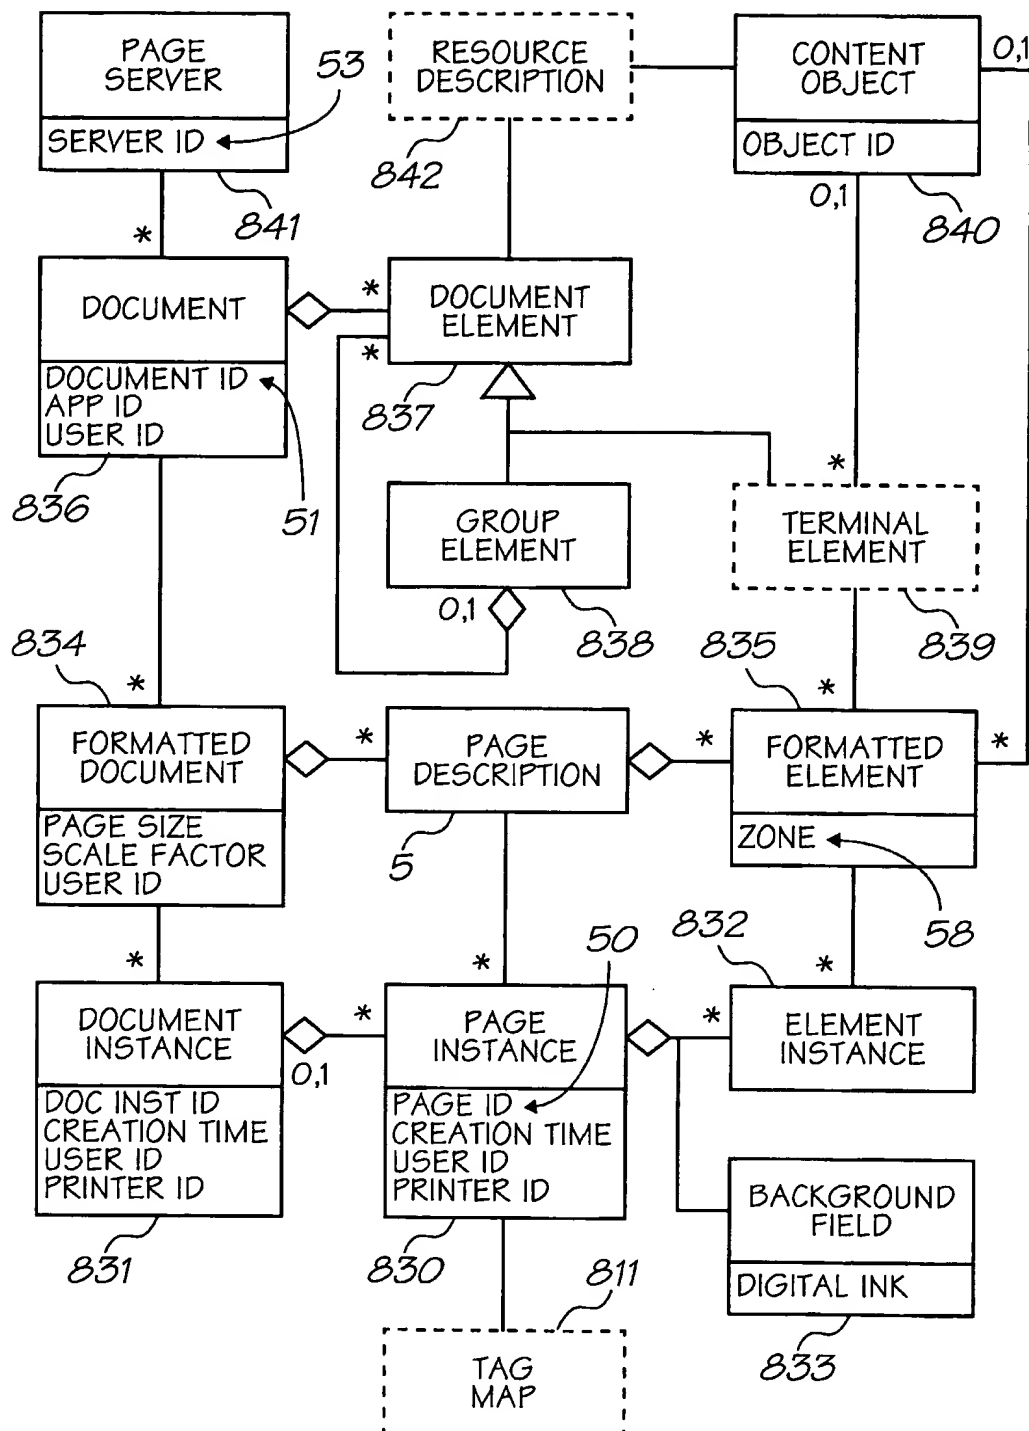 PAGE
SERVER
SERVER ID
53
841
*
RESOURCE
DESCRIPTION
842
CONTENT
OBJECT
OBJECT ID
0,1
0,1
840
DOCUMENT
DOCUMENT ID
APP ID
USER ID
836
51
*
*
DOCUMENT
ELEMENT
837
GROUP
ELEMENT
0,1
838
*
TERMINAL
ELEMENT
839
834
*
FORMATTED
DOCUMENT
PAGE SIZE
SCALE FACTOR
USER ID
*
PAGE
DESCRIPTION
5
835
*
*
*
FORMATTED
ELEMENT
ZONE
58
*
DOCUMENT
INSTANCE
0,1
DOC INST ID
CREATION TIME
USER ID
PRINTER ID
831
*
*
50
PAGE
INSTANCE
PAGE ID
CREATION TIME
USER ID
PRINTER ID
830
832
*
*
ELEMENT
INSTANCE
BACKGROUND
FIELD
DIGITAL INK
833
811
TAG
MAP